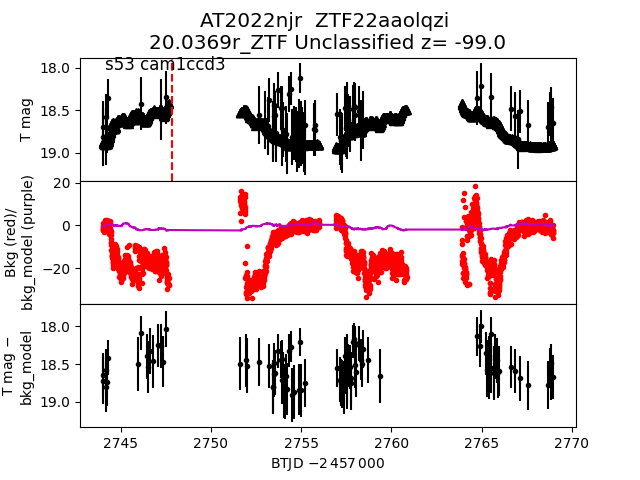 AT2022njr  ZTF22aaolqzi
20.0369r_ZTF Unclassified z= -99.0
s53 cam1ccd3
T mag
18.0
18.5
19.0
Bkg (red)/
bkg_model (purple)
20
0
−20
T mag −
bkg_model
18.0
18.5
19.0
2745 2750 2755 2760 2765 2770
BTJD −2 457 000